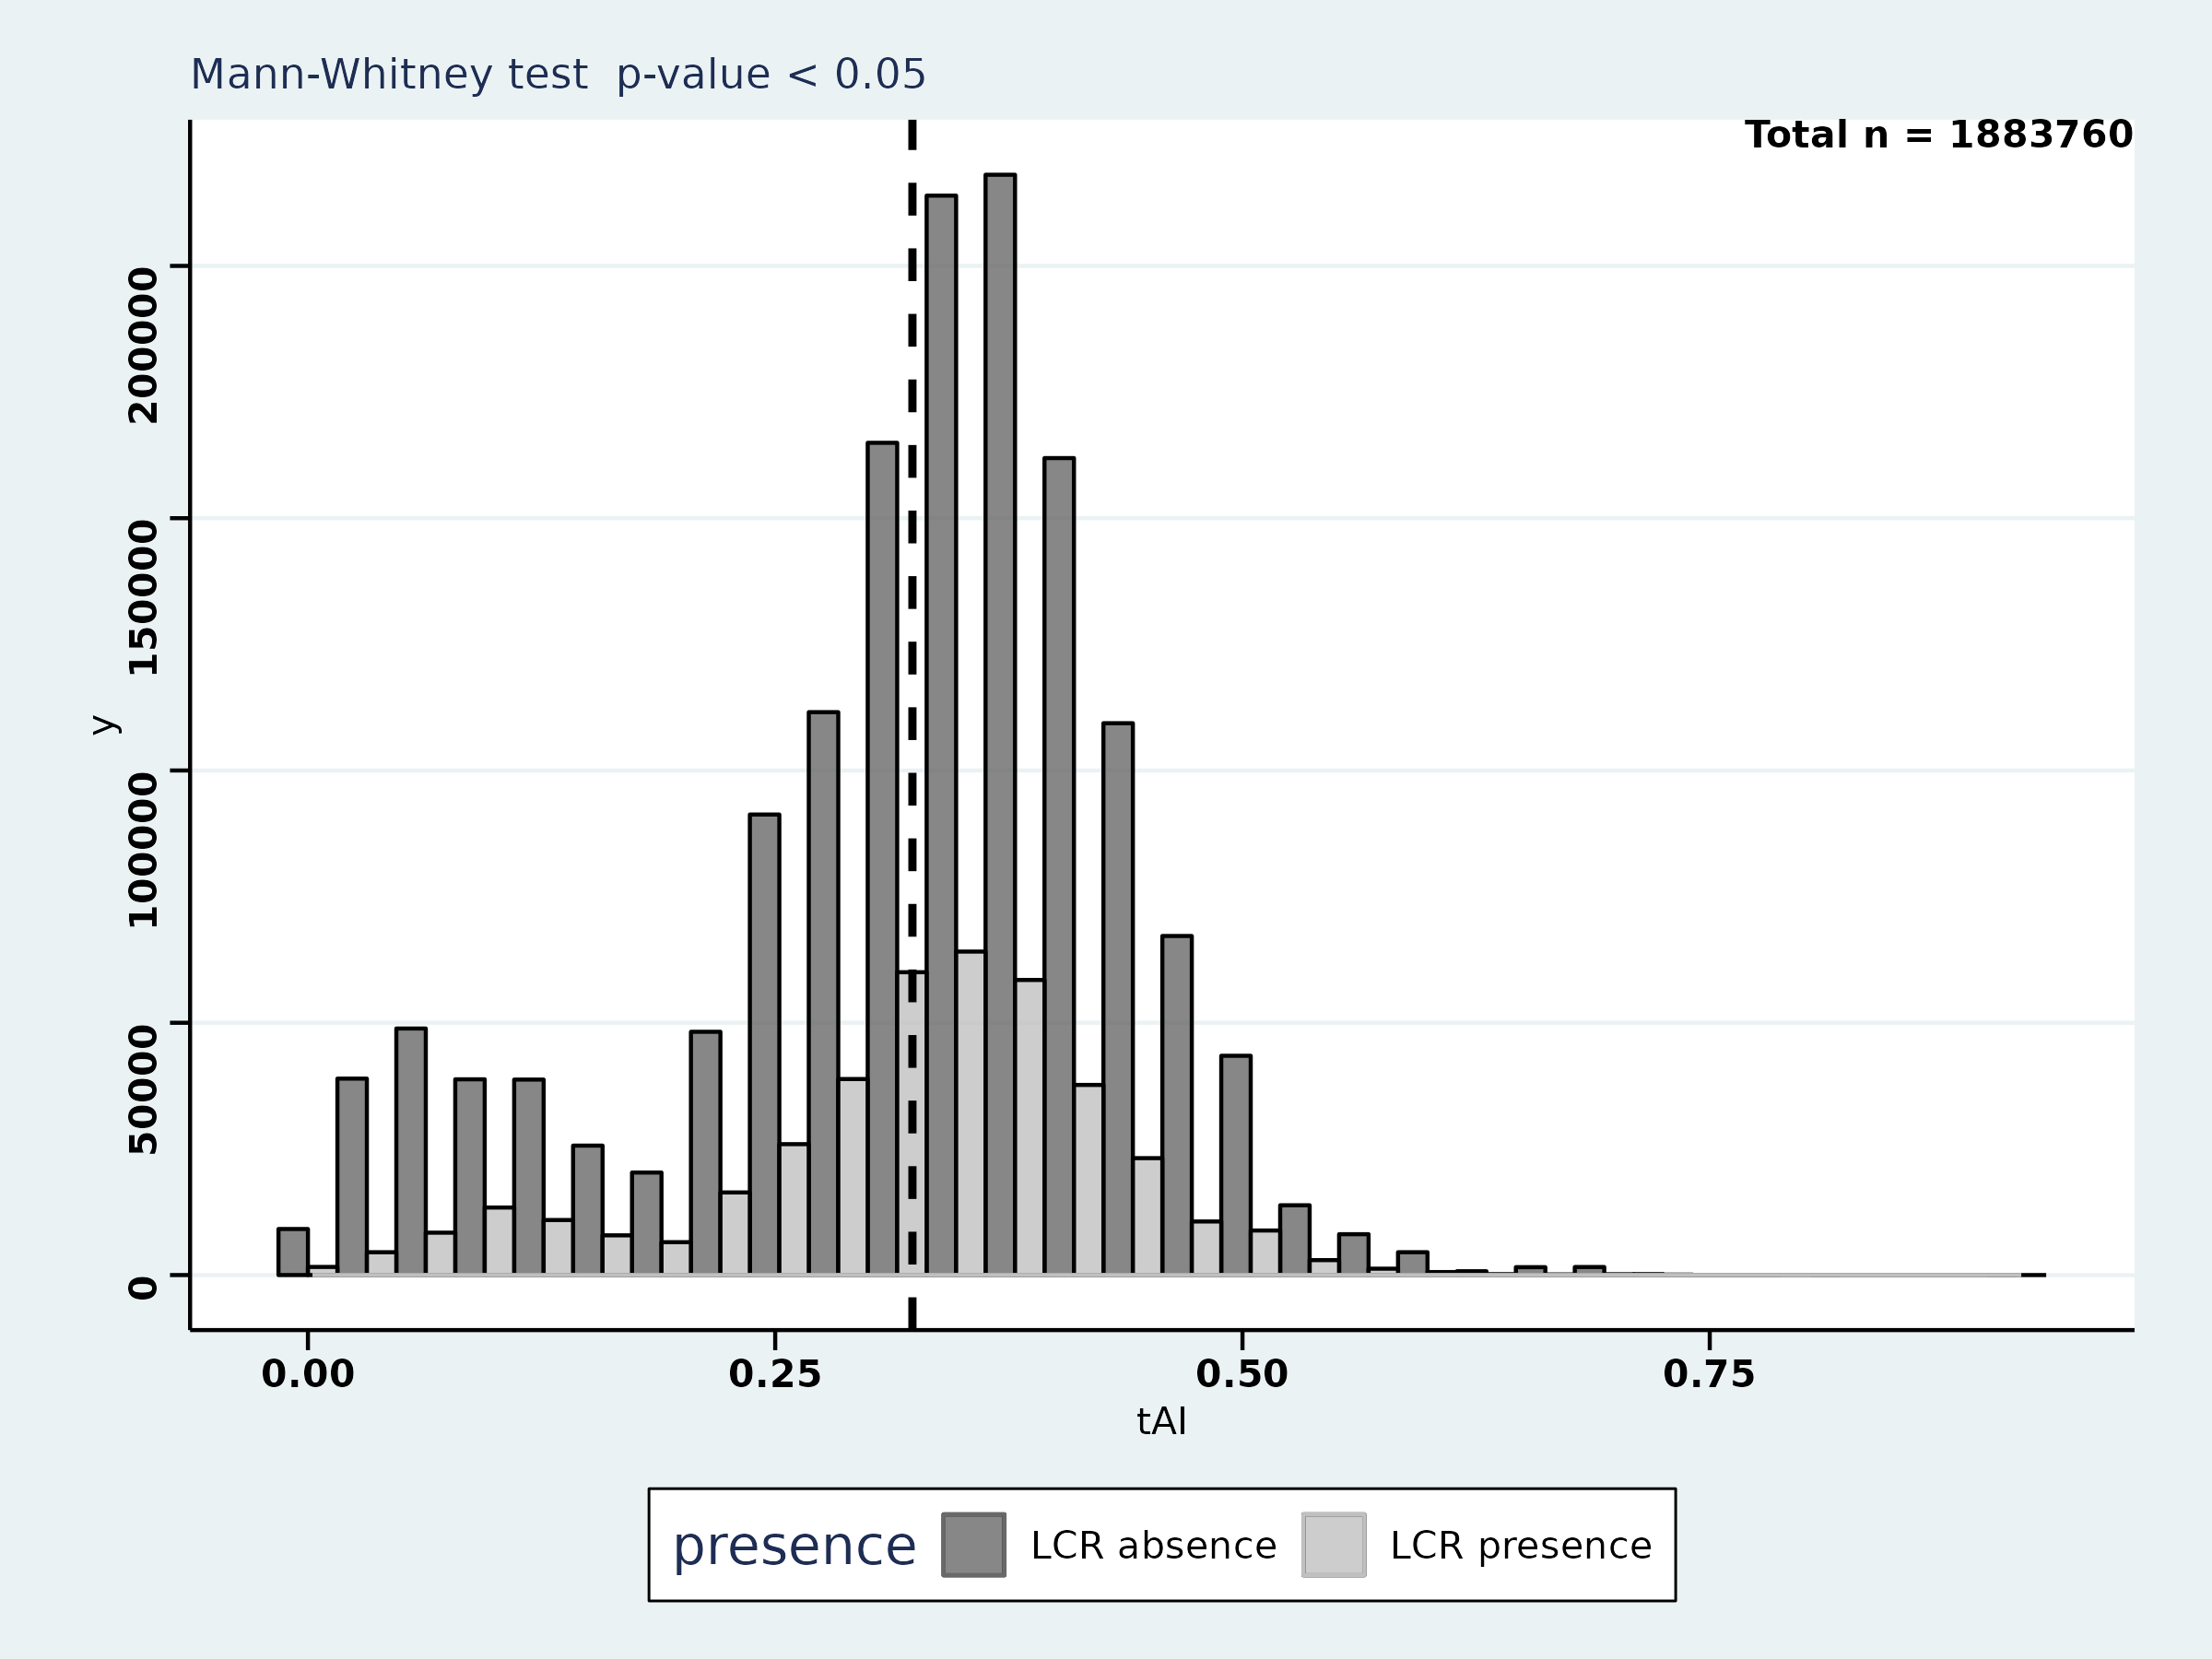 Mann-Whitney test  p-value < 0.05
Total n = 1883760
200000
150000
100000
50000
0
y
0.00 0.25 0.50 0.75
tAI
presence LCR absence LCR presence